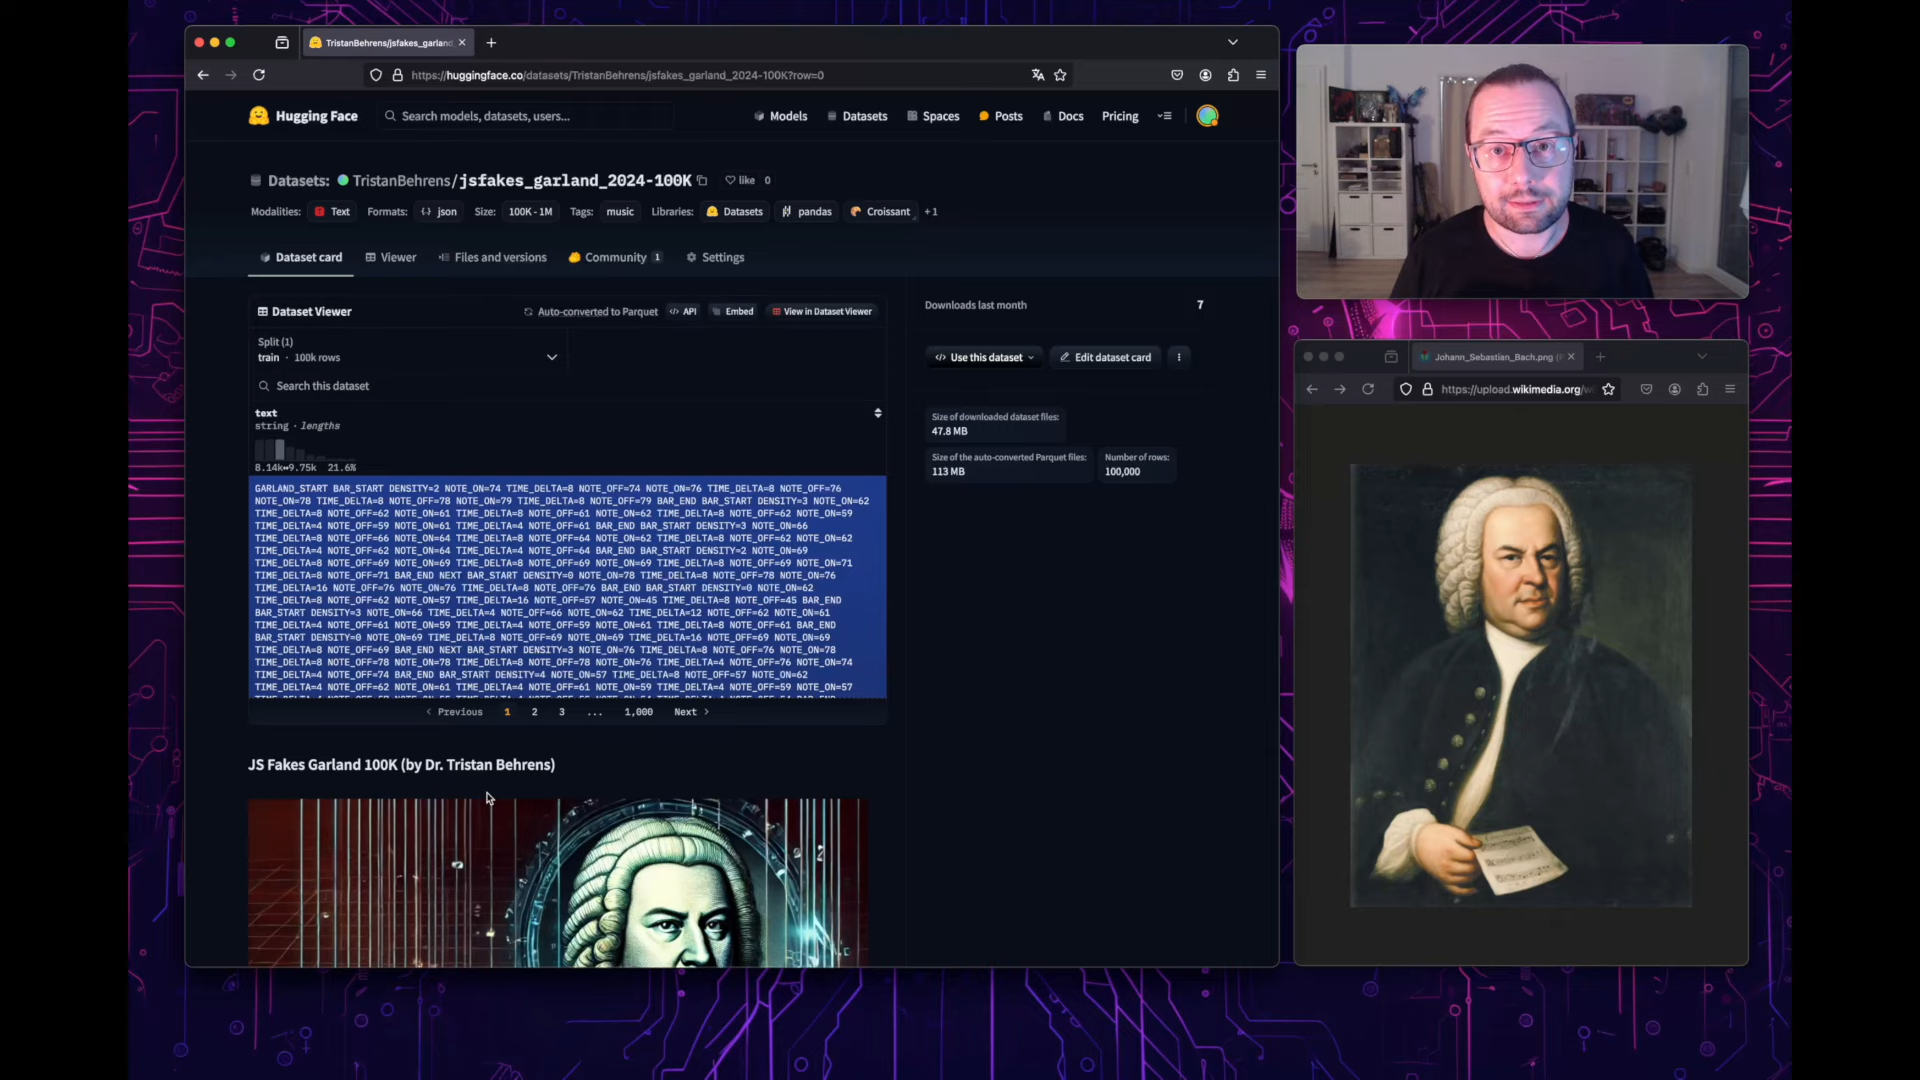 TristanBehrens/jsfakes_garland
https://huggingface.co/datasets/TristanBehrens/jsfakes_garland_2024-100K?row=0
Hugging Face
Search models, datasets, users...
Models
Datasets
Spaces
Posts
Docs
Pricing
Datasets: TristanBehrens/jsfakes_garland_2024-100K
like 0
Modalities: Text Formats: json Size: 100K - 1M Tags: music Libraries: Datasets pandas Croissant +1
Dataset card
Viewer
Files and versions
Community 1
Settings
Dataset Viewer
Auto-converted to Parquet
API
Embed
View in Dataset Viewer
Split (1)
train · 100k rows
Search this dataset
text
string · lengths
8.14k↔9.75k 21.6%
GARLAND_START BAR_START DENSITY=2 NOTE_ON=74 TIME_DELTA=8 NOTE_OFF=74 NOTE_ON=76 TIME_DELTA=8 NOTE_OFF=76
NOTE_ON=78 TIME_DELTA=8 NOTE_OFF=78 NOTE_ON=79 TIME_DELTA=8 NOTE_OFF=79 BAR_END BAR_START DENSITY=3 NOTE_ON=62
TIME_DELTA=8 NOTE_OFF=62 NOTE_ON=61 TIME_DELTA=8 NOTE_OFF=61 NOTE_ON=62 TIME_DELTA=8 NOTE_OFF=62 NOTE_ON=59
TIME_DELTA=4 NOTE_OFF=59 NOTE_ON=61 TIME_DELTA=4 NOTE_OFF=61 BAR_END BAR_START DENSITY=3 NOTE_ON=66
TIME_DELTA=8 NOTE_OFF=66 NOTE_ON=64 TIME_DELTA=8 NOTE_OFF=64 NOTE_ON=62 TIME_DELTA=8 NOTE_OFF=62 NOTE_ON=62
TIME_DELTA=4 NOTE_OFF=62 NOTE_ON=64 TIME_DELTA=4 NOTE_OFF=64 BAR_END BAR_START DENSITY=2 NOTE_ON=69
TIME_DELTA=8 NOTE_OFF=69 NOTE_ON=69 TIME_DELTA=8 NOTE_OFF=69 NOTE_ON=69 TIME_DELTA=8 NOTE_OFF=69 NOTE_ON=71
TIME_DELTA=8 NOTE_OFF=71 BAR_END NEXT BAR_START DENSITY=0 NOTE_ON=78 TIME_DELTA=8 NOTE_OFF=78 NOTE_ON=76
TIME_DELTA=16 NOTE_OFF=76 NOTE_ON=76 TIME_DELTA=8 NOTE_OFF=76 BAR_END BAR_START DENSITY=0 NOTE_ON=62
TIME_DELTA=8 NOTE_OFF=62 NOTE_ON=57 TIME_DELTA=16 NOTE_OFF=57 NOTE_ON=45 TIME_DELTA=8 NOTE_OFF=45 BAR_END
BAR_START DENSITY=3 NOTE_ON=66 TIME_DELTA=4 NOTE_OFF=66 NOTE_ON=62 TIME_DELTA=12 NOTE_OFF=62 NOTE_ON=61
TIME_DELTA=4 NOTE_OFF=61 NOTE_ON=59 TIME_DELTA=4 NOTE_OFF=59 NOTE_ON=61 TIME_DELTA=8 NOTE_OFF=61 BAR_END
BAR_START DENSITY=0 NOTE_ON=69 TIME_DELTA=8 NOTE_OFF=69 NOTE_ON=69 TIME_DELTA=16 NOTE_OFF=69 NOTE_ON=69
TIME_DELTA=8 NOTE_OFF=69 BAR_END NEXT BAR_START DENSITY=3 NOTE_ON=76 TIME_DELTA=8 NOTE_OFF=76 NOTE_ON=78
TIME_DELTA=8 NOTE_OFF=78 NOTE_ON=78 TIME_DELTA=8 NOTE_OFF=78 NOTE_ON=76 TIME_DELTA=4 NOTE_OFF=76 NOTE_ON=74
TIME_DELTA=4 NOTE_OFF=74 BAR_END BAR_START DENSITY=4 NOTE_ON=57 TIME_DELTA=8 NOTE_OFF=57 NOTE_ON=62
TIME_DELTA=4 NOTE_OFF=62 NOTE_ON=61 TIME_DELTA=4 NOTE_OFF=61 NOTE_ON=59 TIME_DELTA=4 NOTE_OFF=59 NOTE_ON=57
Previous 1 2 3 ... 1,000 Next
JS Fakes Garland 100K (by Dr. Tristan Behrens)
Downloads last month
7
Use this dataset
Edit dataset card
Size of downloaded dataset files:
47.8 MB
Size of the auto-converted Parquet files:
113 MB
Number of rows:
100,000
Johann_Sebastian_Bach.png
https://upload.wikimedia.org/